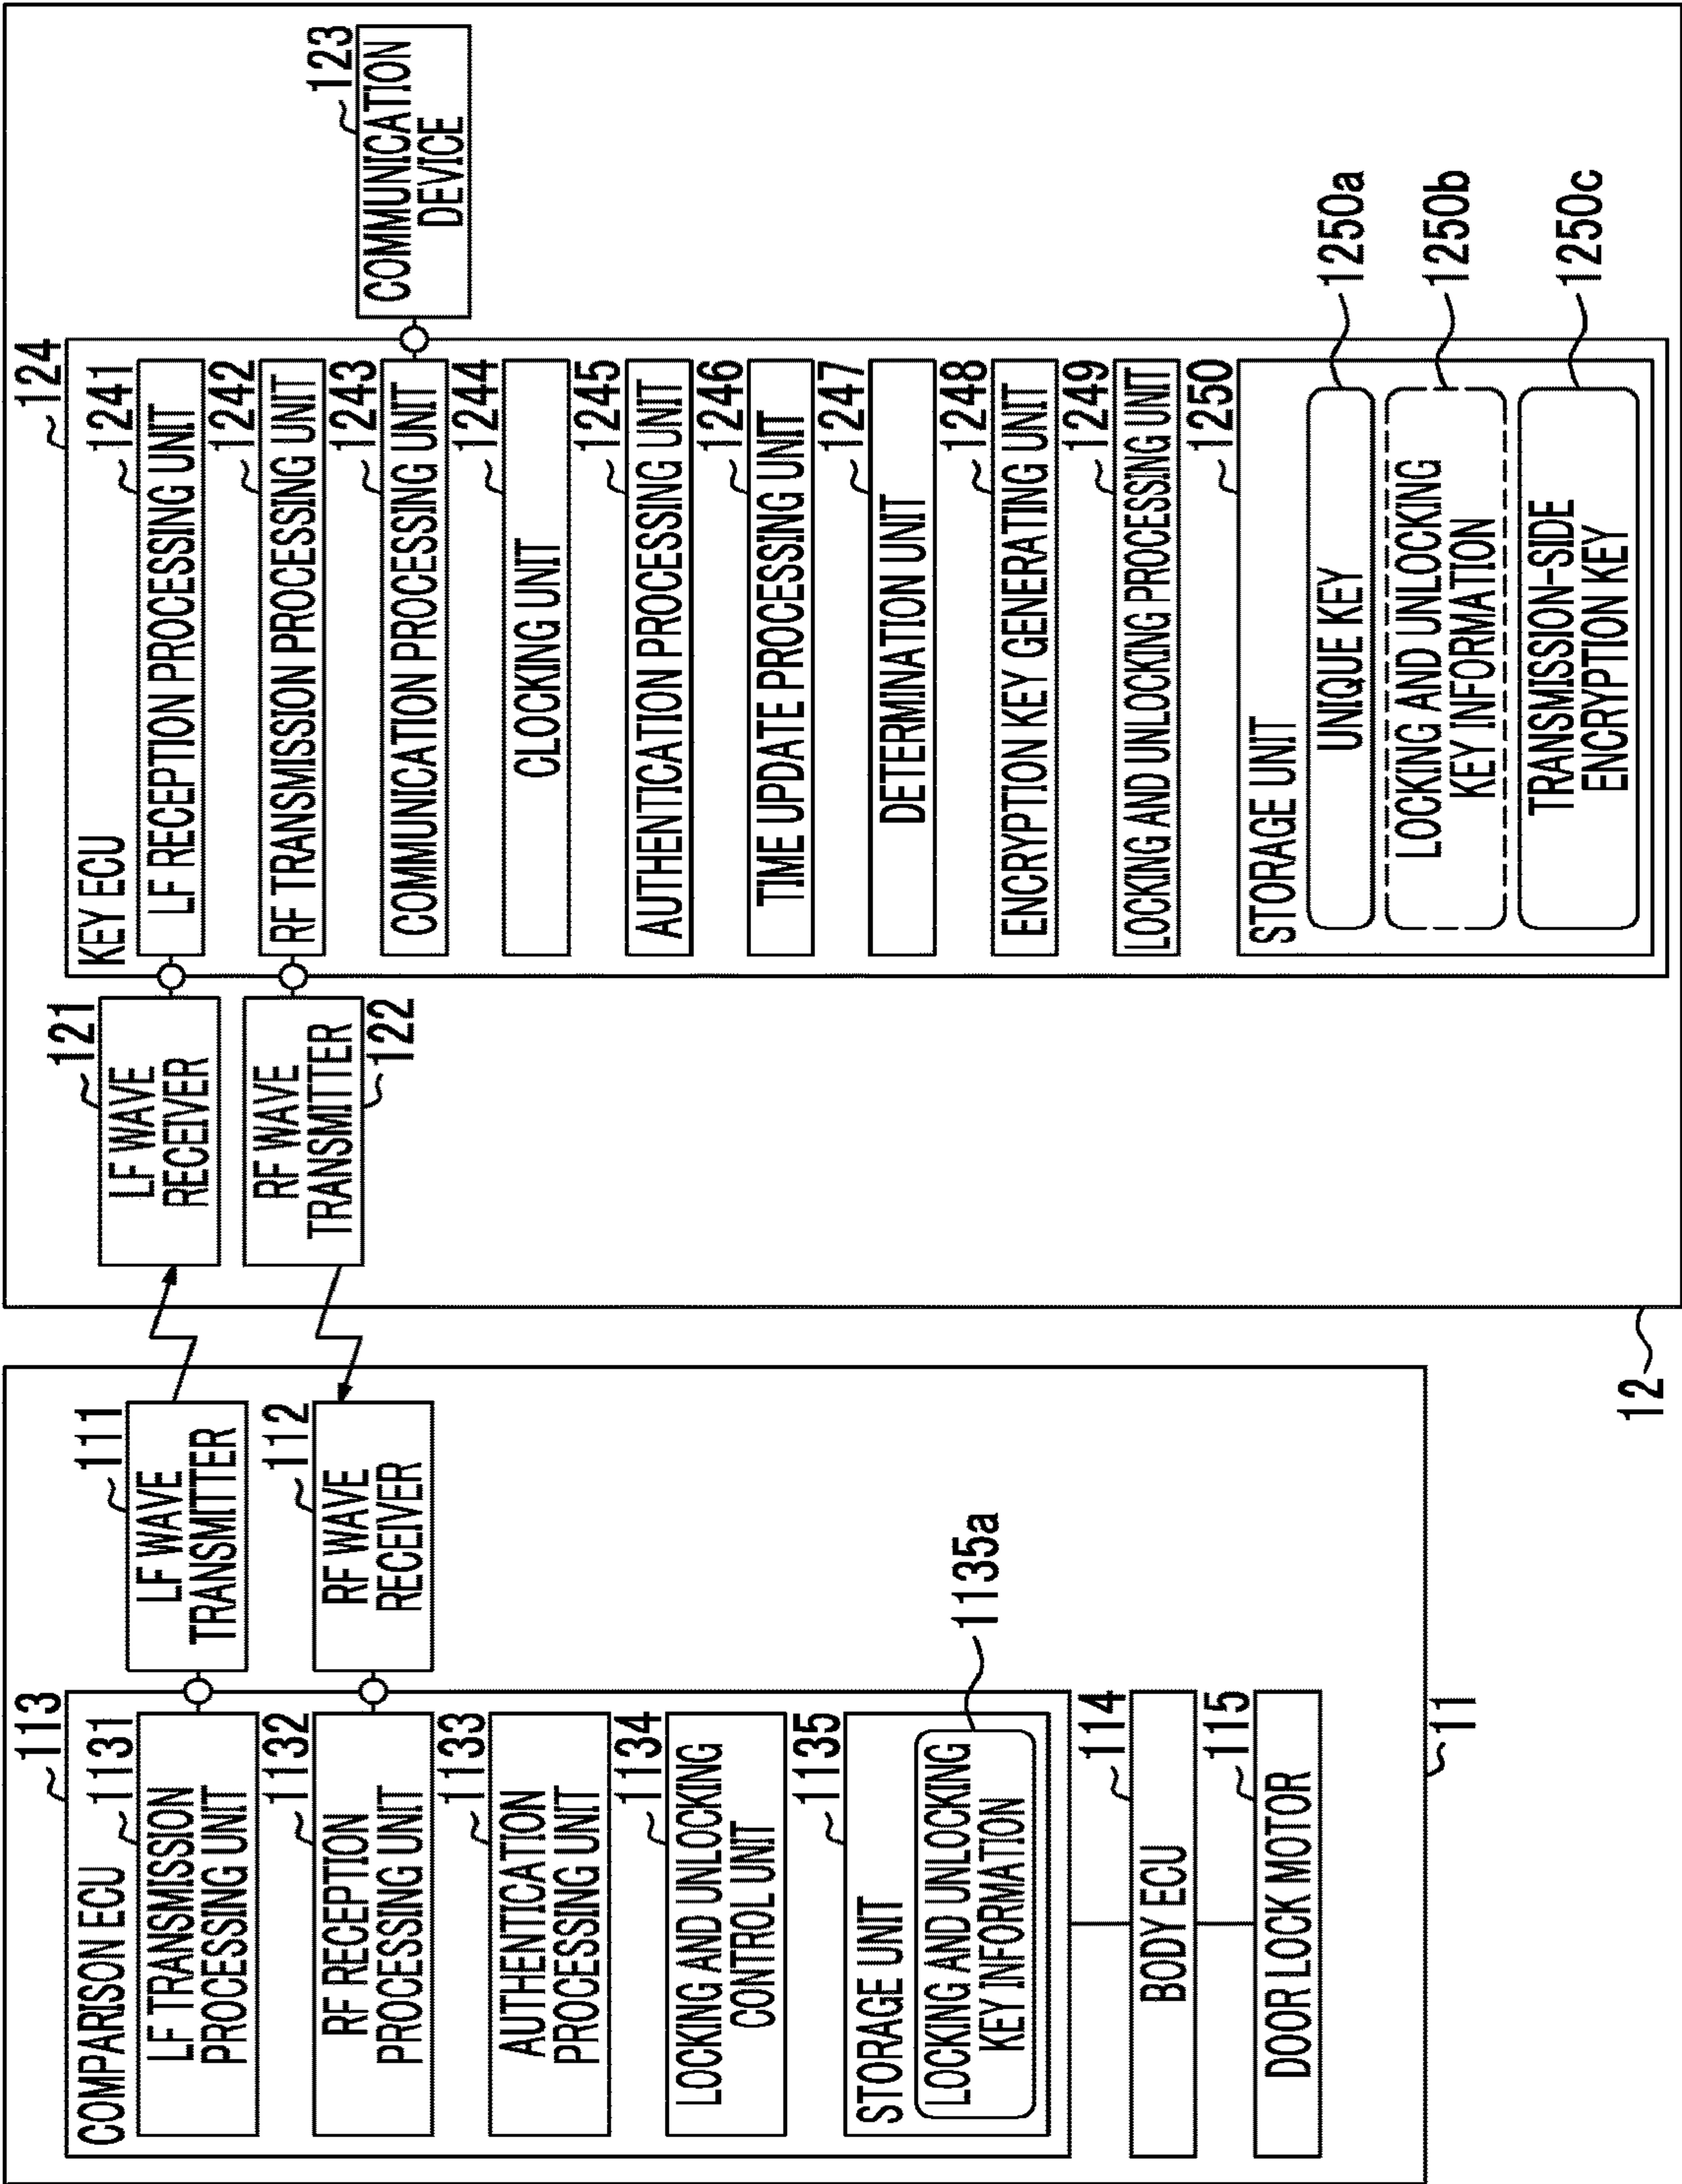 113
COMPARISON ECU
1131
LF TRANSMISSION
PROCESSING UNIT
1132
RF RECEPTION
PROCESSING UNIT
1133
AUTHENTICATION
PROCESSING UNIT
1134
LOCKING AND UNLOCKING
CONTROL UNIT
1135
STORAGE UNIT
LOCKING AND UNLOCKING
KEY INFORMATION
1135a
111
LF WAVE
TRANSMITTER
112
RF WAVE
RECEIVER
114
BODY ECU
115
DOOR LOCK MOTOR
11
121
LF WAVE
RECEIVER
RF WAVE
TRANSMITTER
122
124
KEY ECU
1241
LF RECEPTION PROCESSING UNIT
1242
RF TRANSMISSION PROCESSING UNIT
1243
COMMUNICATION PROCESSING UNIT
1244
CLOCKING UNIT
1245
AUTHENTICATION PROCESSING UNIT
1246
TIME UPDATE PROCESSING UNIT
1247
DETERMINATION UNIT
1248
ENCRYPTION KEY GENERATING UNIT
1249
LOCKING AND UNLOCKING PROCESSING UNIT
1250
STORAGE UNIT
UNIQUE KEY
1250a
LOCKING AND UNLOCKING
KEY INFORMATION
1250b
TRANSMISSION-SIDE
ENCRYPTION KEY
1250c
123
COMMUNICATION
DEVICE
12